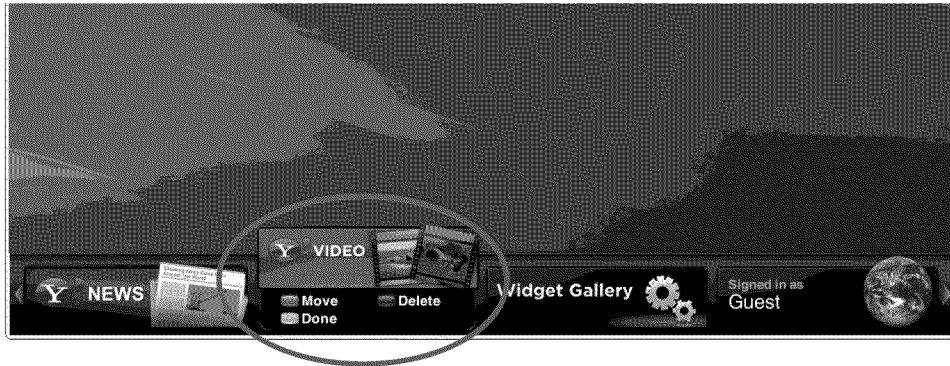 Y NEWS
Y VIDEO
Move
Delete
Done
Widget Gallery
Signed in as
Guest